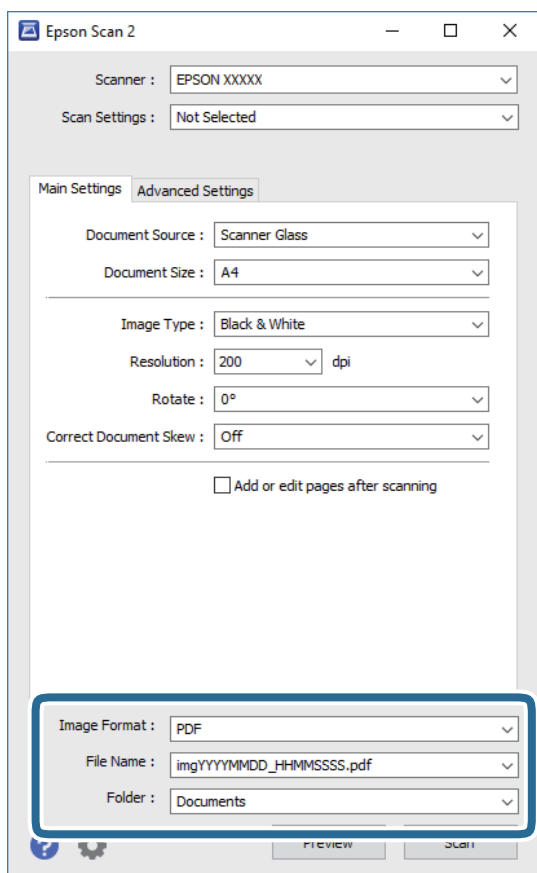 Epson Scan 2
Scanner : EPSON XXXXX
Scan Settings : Not Selected
Main Settings Advanced Settings
Document Source : Scanner Glass
Document Size : A4
Image Type : Black & White
Resolution : 200 dpi
Rotate : 0°
Correct Document Skew : Off
Add or edit pages after scanning
Image Format : PDF
File Name : imgYYYYMMDD_HHMMSSSS.pdf
Folder : Documents
? Preview Scan